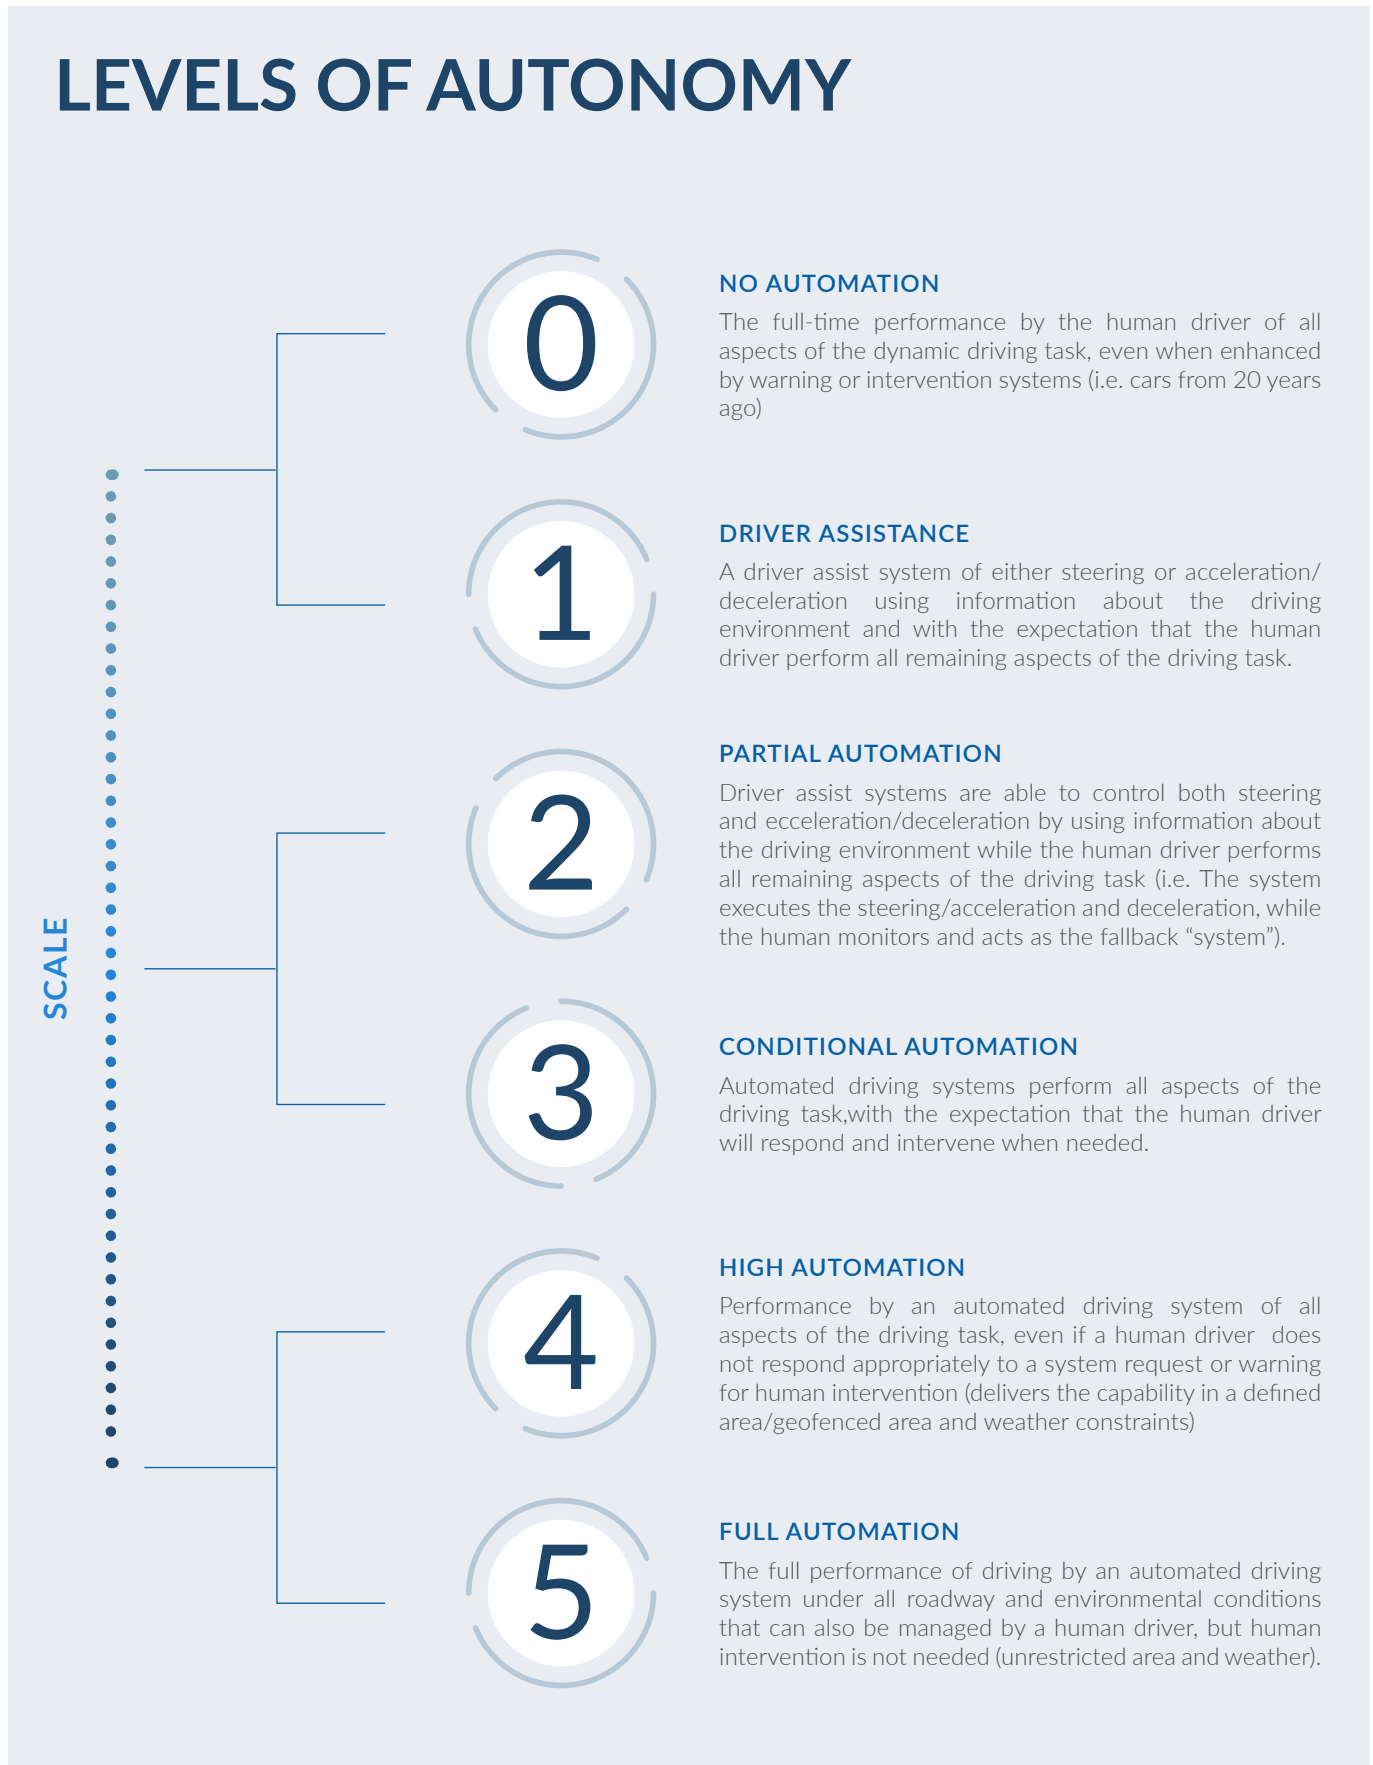 LEVELS OF AUTONOMY
SCALE
0
NO AUTOMATION
The full-time performance by the human driver of all
aspects of the dynamic driving task, even when enhanced
by warning or intervention systems (i.e. cars from 20 years
ago)
1
DRIVER ASSISTANCE
A driver assist system of either steering or acceleration/
deceleration using information about the driving
environment and with the expectation that the human
driver perform all remaining aspects of the driving task.
2
PARTIAL AUTOMATION
Driver assist systems are able to control both steering
and ecceleration/deceleration by using information about
the driving environment while the human driver performs
all remaining aspects of the driving task (i.e. The system
executes the steering/acceleration and deceleration, while
the human monitors and acts as the fallback “system”).
3
CONDITIONAL AUTOMATION
Automated driving systems perform all aspects of the
driving task,with the expectation that the human driver
will respond and intervene when needed.
4
HIGH AUTOMATION
Performance by an automated driving system of all
aspects of the driving task, even if a human driver does
not respond appropriately to a system request or warning
for human intervention (delivers the capability in a defined
area/geofenced area and weather constraints)
5
FULL AUTOMATION
The full performance of driving by an automated driving
system under all roadway and environmental conditions
that can also be managed by a human driver, but human
intervention is not needed (unrestricted area and weather).